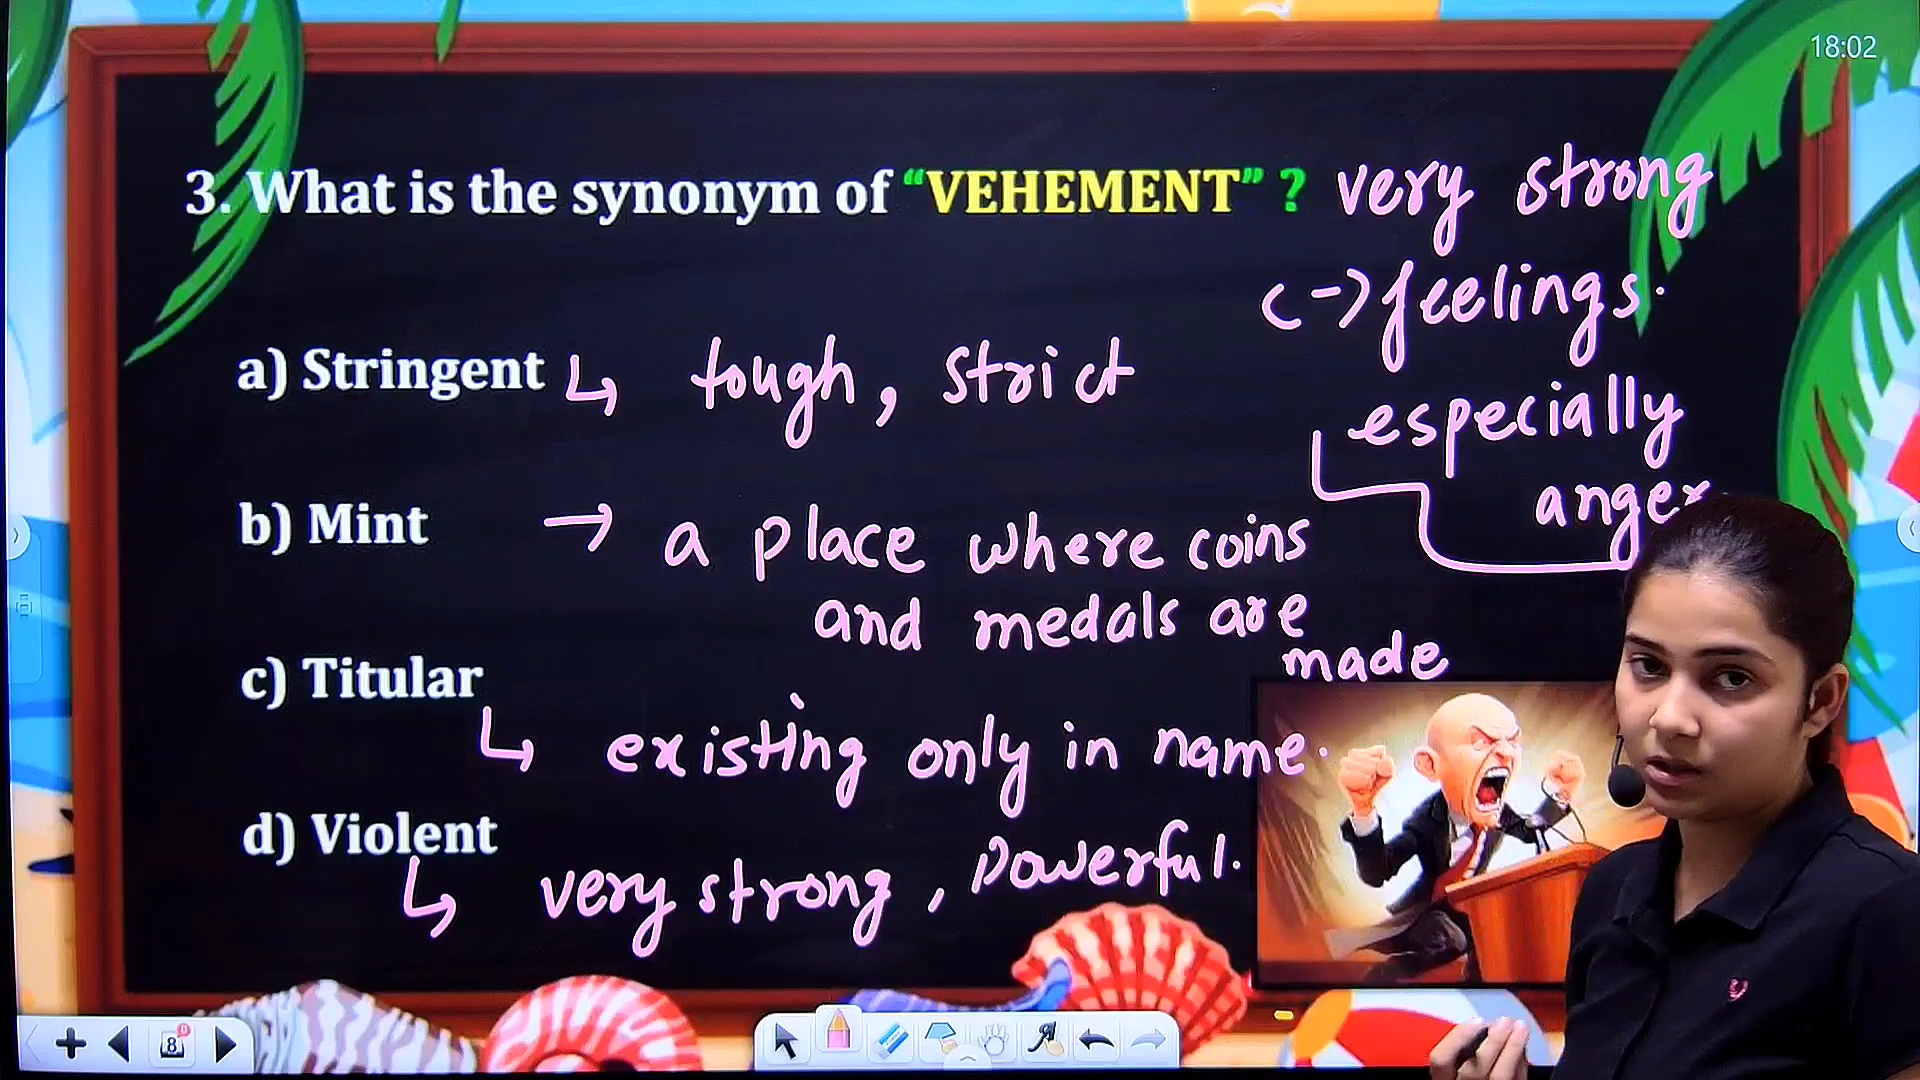 18:02
3. What is the synonym of “VEHEMENT” ? very strong
(-) feelings.
a) Stringent ↳ tough, strict
especially
anger
b) Mint → a place where coins
and medals are
made
c) Titular
↳ existing only in name.
d) Violent
↳ very strong, Powerful.
8
0